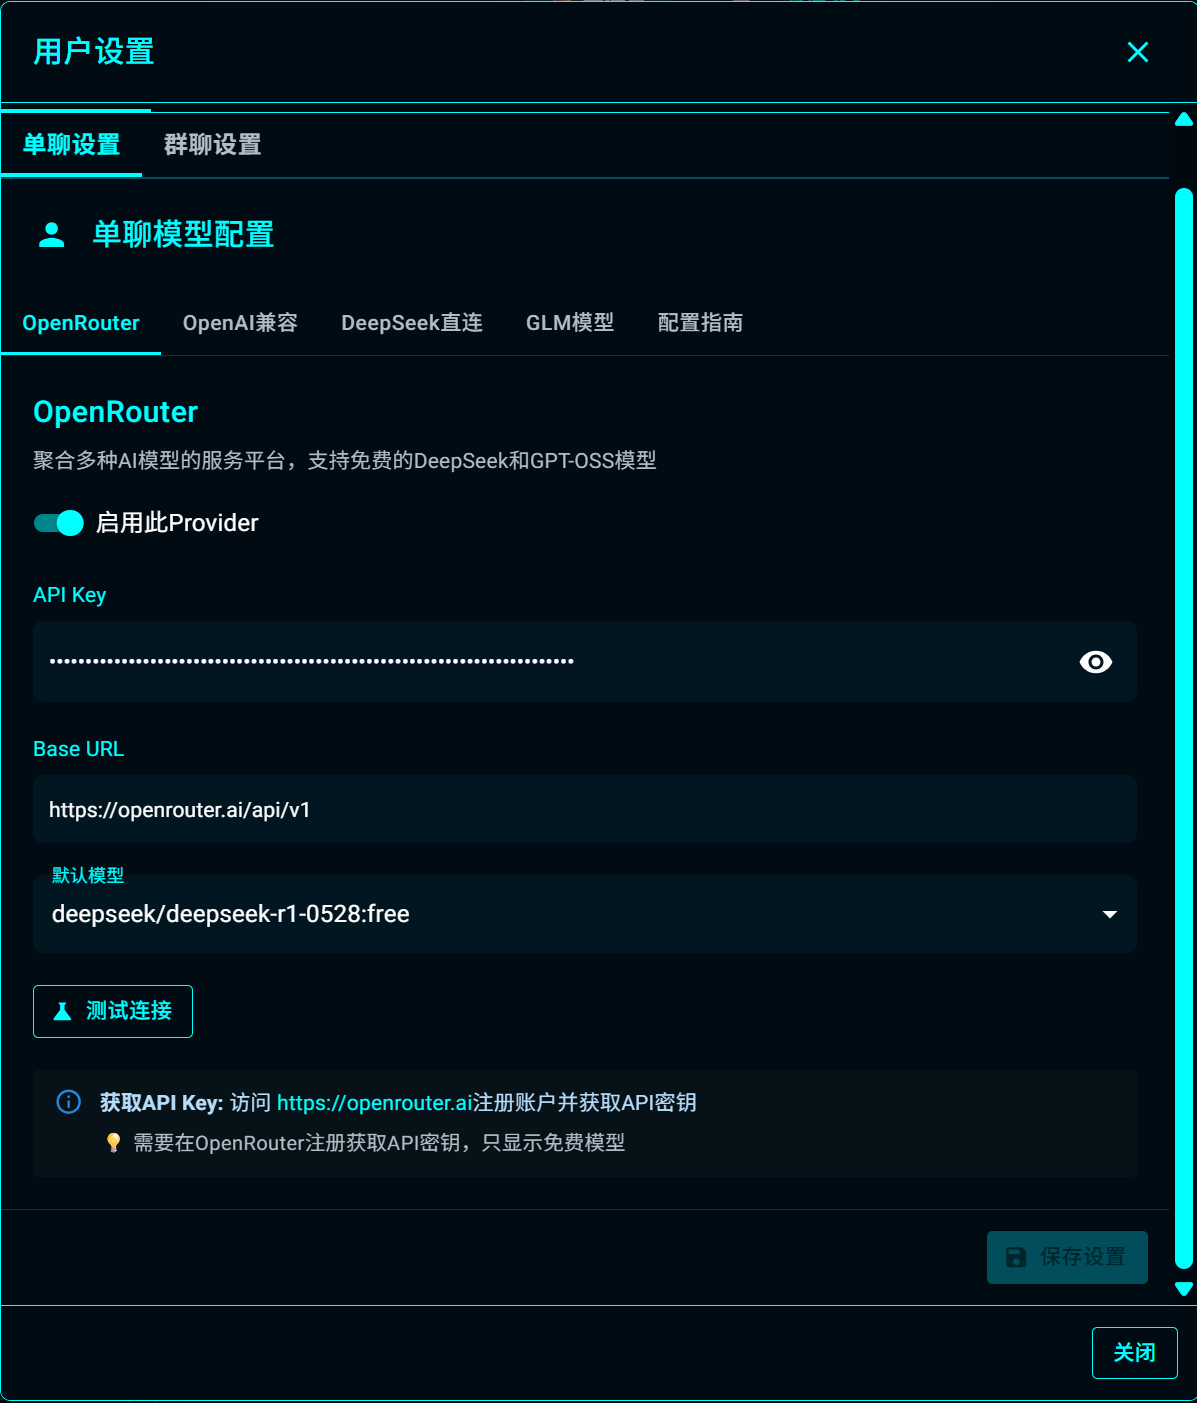 用户设置
单聊设置 群聊设置
单聊模型配置
OpenRouter OpenAI兼容 DeepSeek直连 GLM模型 配置指南
OpenRouter
聚合多种AI模型的服务平台，支持免费的DeepSeek和GPT-OSS模型
启用此Provider
API Key
Base URL
https://openrouter.ai/api/v1
默认模型
deepseek/deepseek-r1-0528:free
测试连接
获取API Key: 访问 https://openrouter.ai注册账户并获取API密钥
💡 需要在OpenRouter注册获取API密钥，只显示免费模型
保存设置
关闭